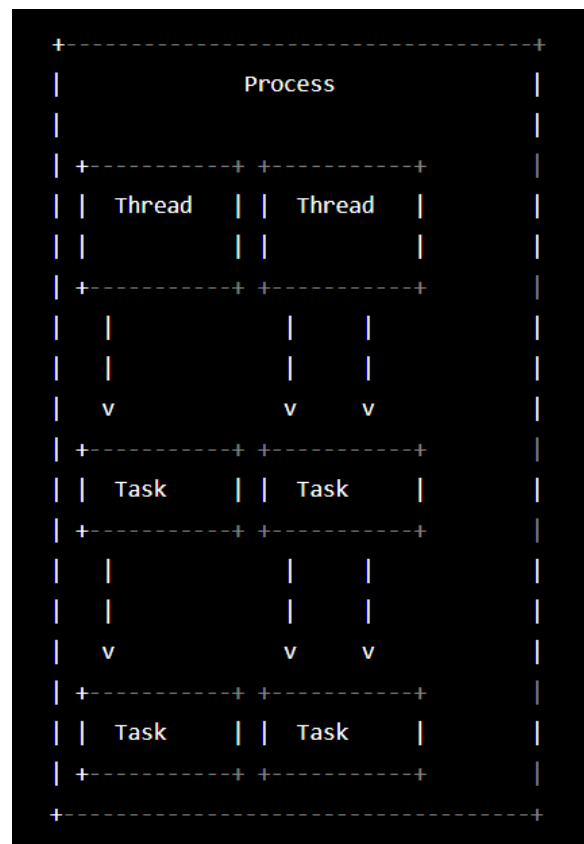 +------------------------------------+
|              Process               |
|                                    |
| +-----------+ +-----------+        |
| |  Thread   | |  Thread   |        |
| |           | |           |        |
| +-----------+ +-----------+        |
|   |             |     |            |
|   |             |     |            |
|   v             v     v            |
| +-----------+ +-----------+        |
| |  Task     | |  Task     |        |
| +-----------+ +-----------+        |
|   |             |     |            |
|   |             |     |            |
|   v             v     v            |
| +-----------+ +-----------+        |
| |  Task     | |  Task     |        |
| +-----------+ +-----------+        |
+------------------------------------+